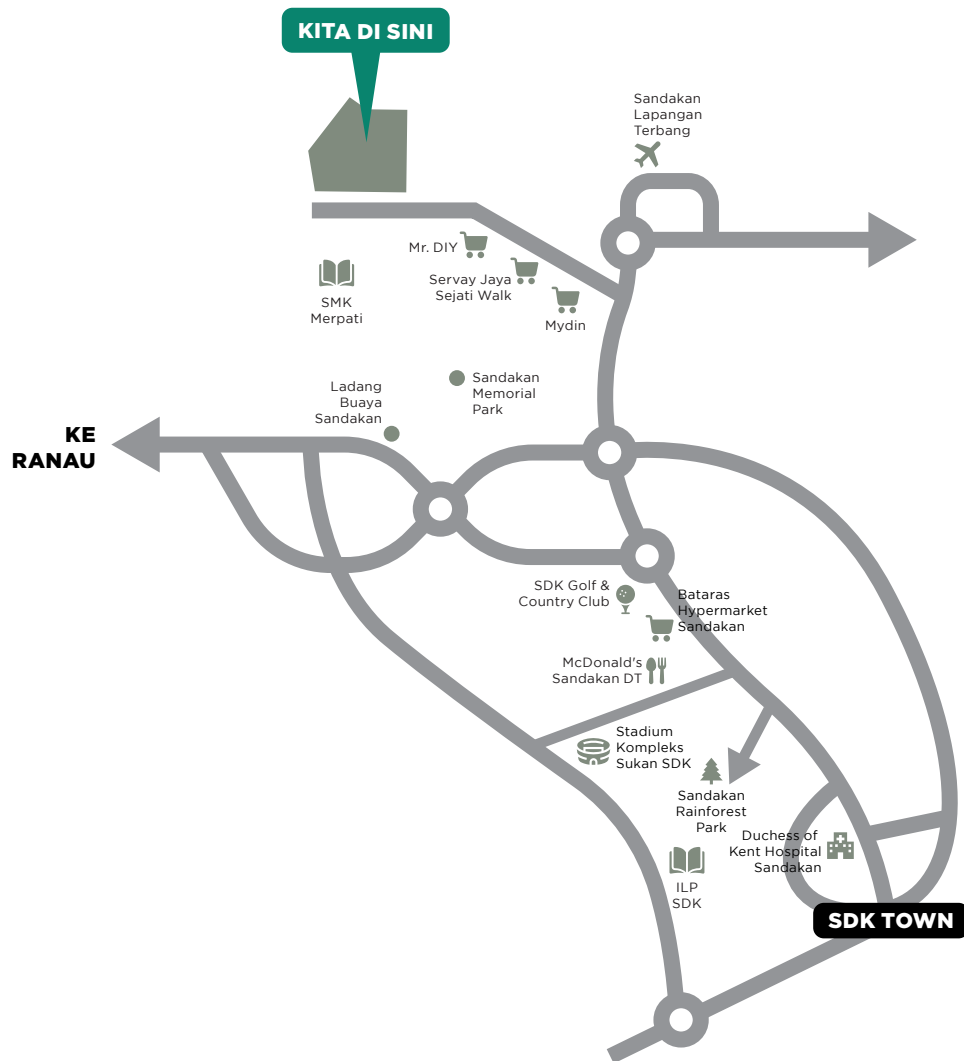 KITA DI SINI
Sandakan
Lapangan
Terbang
Mr. DIY
Servay Jaya
Sejati Walk
Mydin
SMK
Merpati
Sandakan
Memorial
Park
Ladang
Buaya
Sandakan
KE
RANAU
SDK Golf &
Country Club
Bataras
Hypermarket
Sandakan
McDonald's
Sandakan DT
Stadium
Kompleks
Sukan SDK
Sandakan
Rainforest
Park
Duchess of
Kent Hospital
Sandakan
ILP
SDK
SDK TOWN